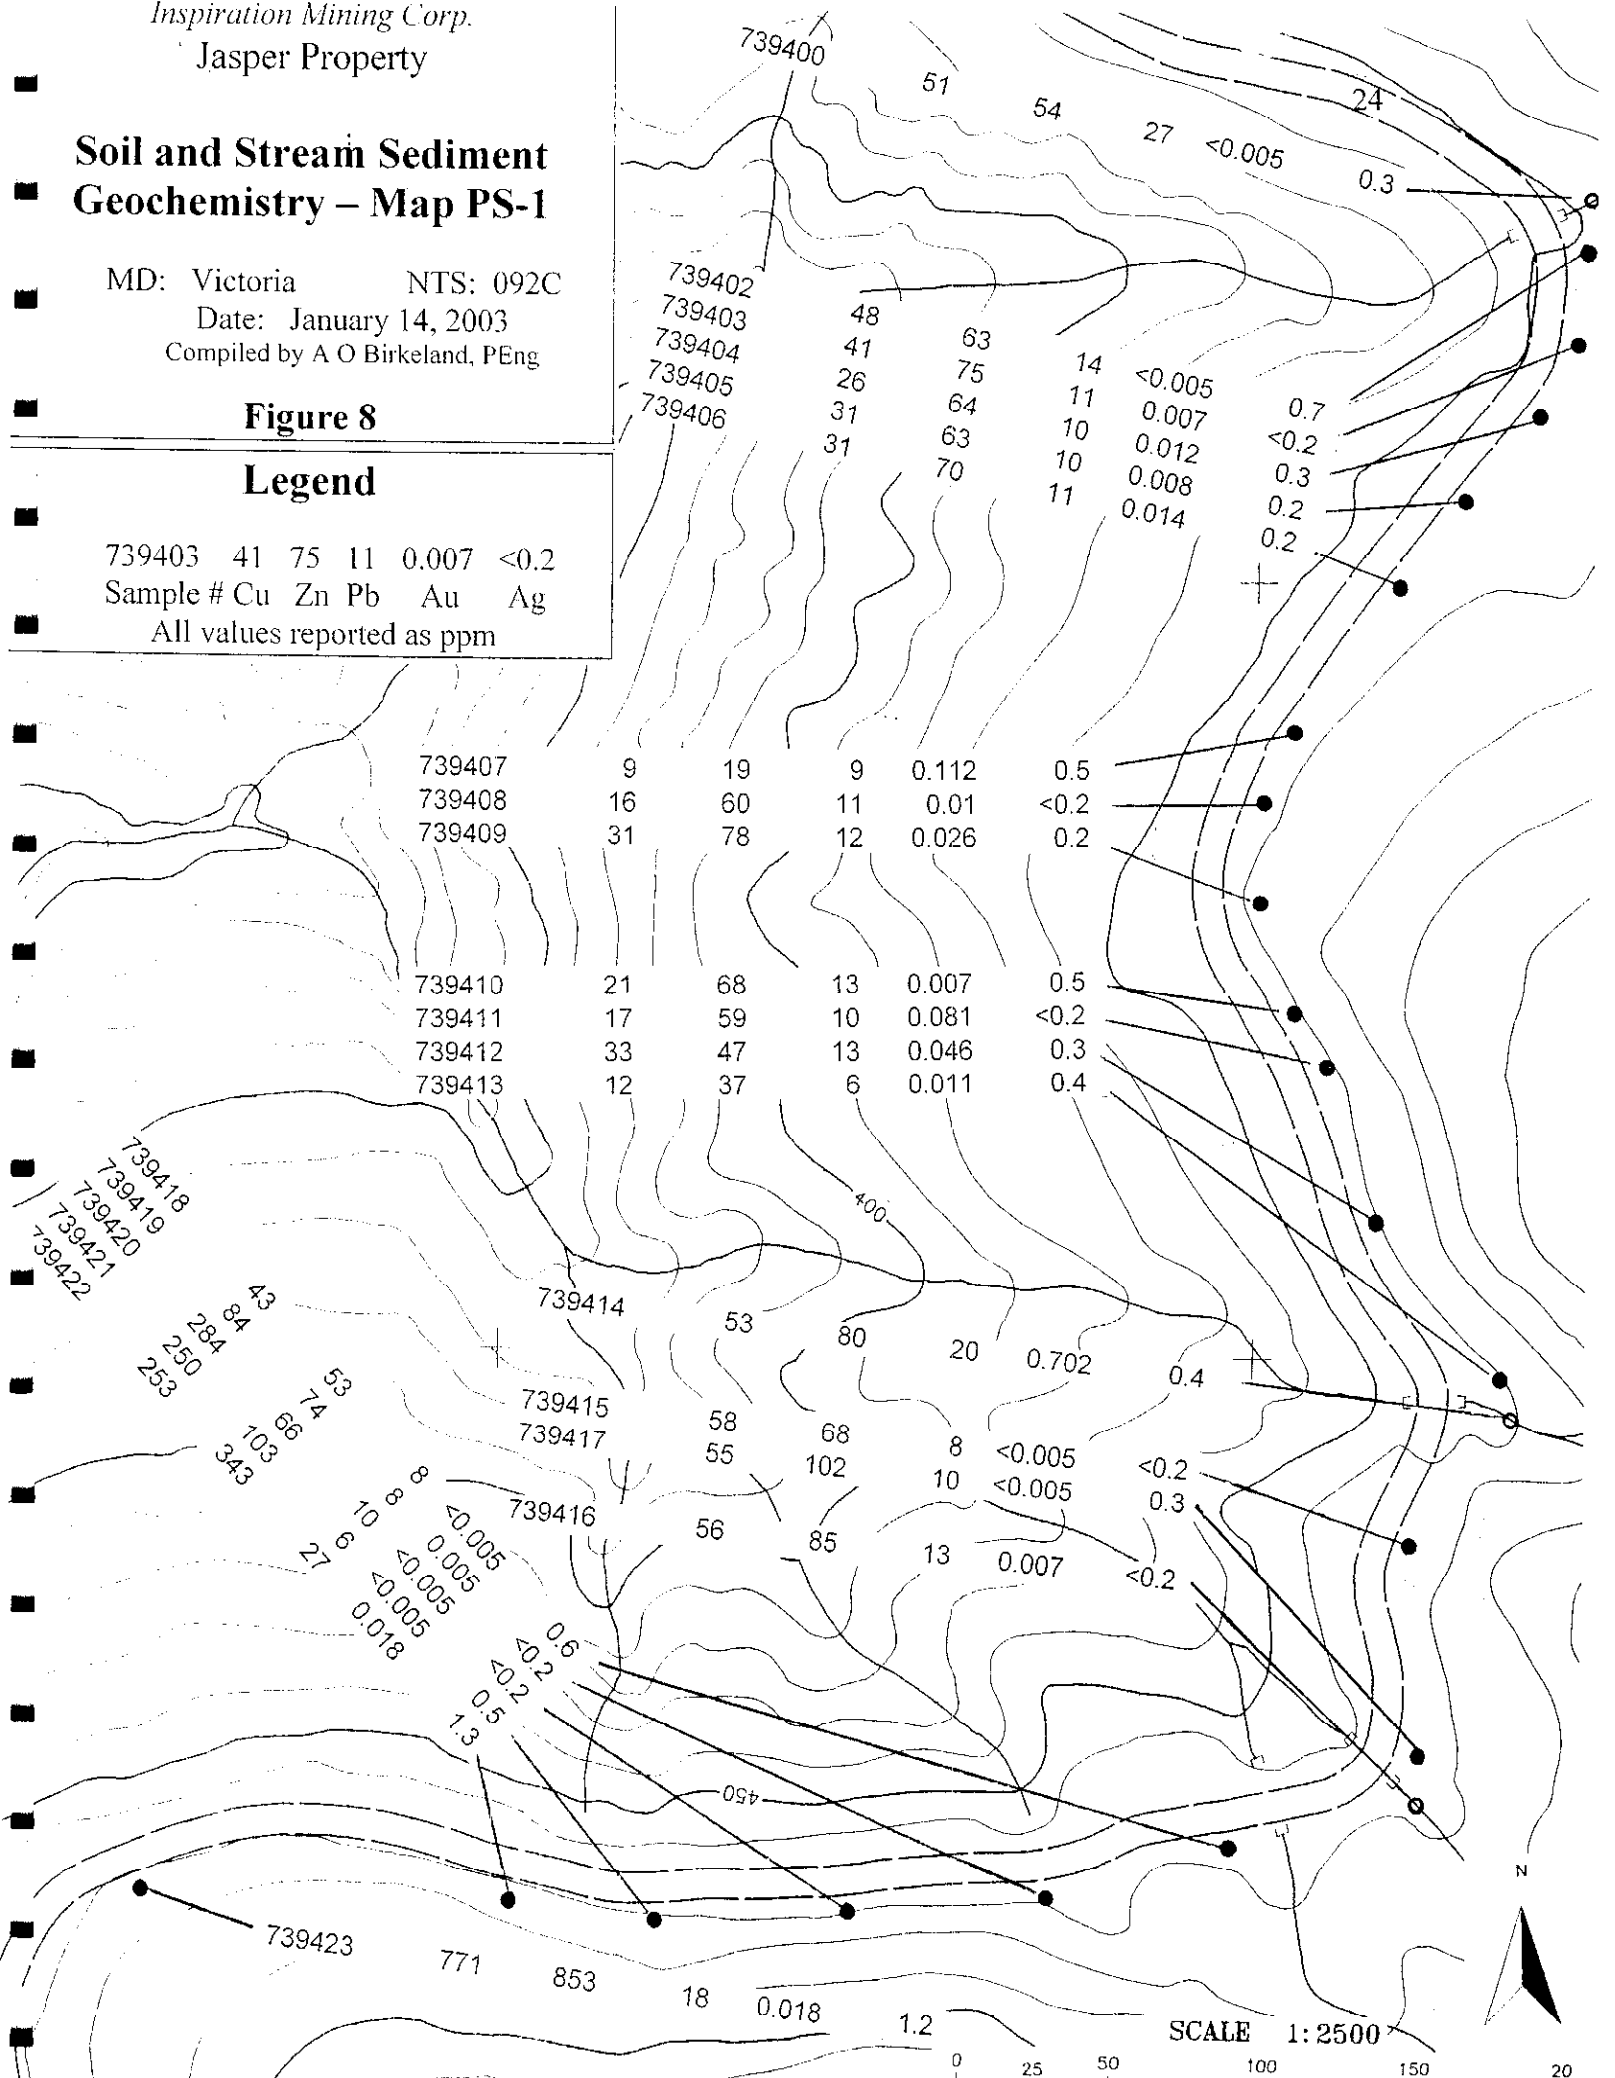 Inspiration Mining Corp.
Jasper Property
Soil and Stream Sediment
Geochemistry – Map PS-1
MD: Victoria NTS: 092C
Date: January 14, 2003
Compiled by A O Birkeland, PEng
Figure 8
Legend
739403 41 75 11 0.007 <0.2
Sample # Cu Zn Pb Au Ag
All values reported as ppm
739400 51 54 27 <0.005 0.3
24
739402 48 63 14 <0.005 0.7
739403 41 75 11 0.007 <0.2
739404 26 64 10 0.012 0.3
739405 31 63 10 0.008 0.2
739406 31 70 11 0.014 0.2
739407 9 19 9 0.112 0.5
739408 16 60 11 0.01 <0.2
739409 31 78 12 0.026 0.2
739410 21 68 13 0.007 0.5
739411 17 59 10 0.081 <0.2
739412 33 47 13 0.046 0.3
739413 12 37 6 0.011 0.4
400
739414 53 80 20 0.702 0.4
739415 58 68 8 <0.005 <0.2
739417 55 102 10 <0.005 0.3
739416 56 85 13 0.007 <0.2
739418 43 53 8 <0.005 0.6
739419 84 74 8 0.005 <0.2
739420 284 66 10 <0.005 <0.2
739421 250 103 6 <0.005 0.5
739422 253 343 27 0.018 1.3
450
739423 771 853 18 0.018 1.2
N
SCALE 1:2500
0 25 50 100 150 20